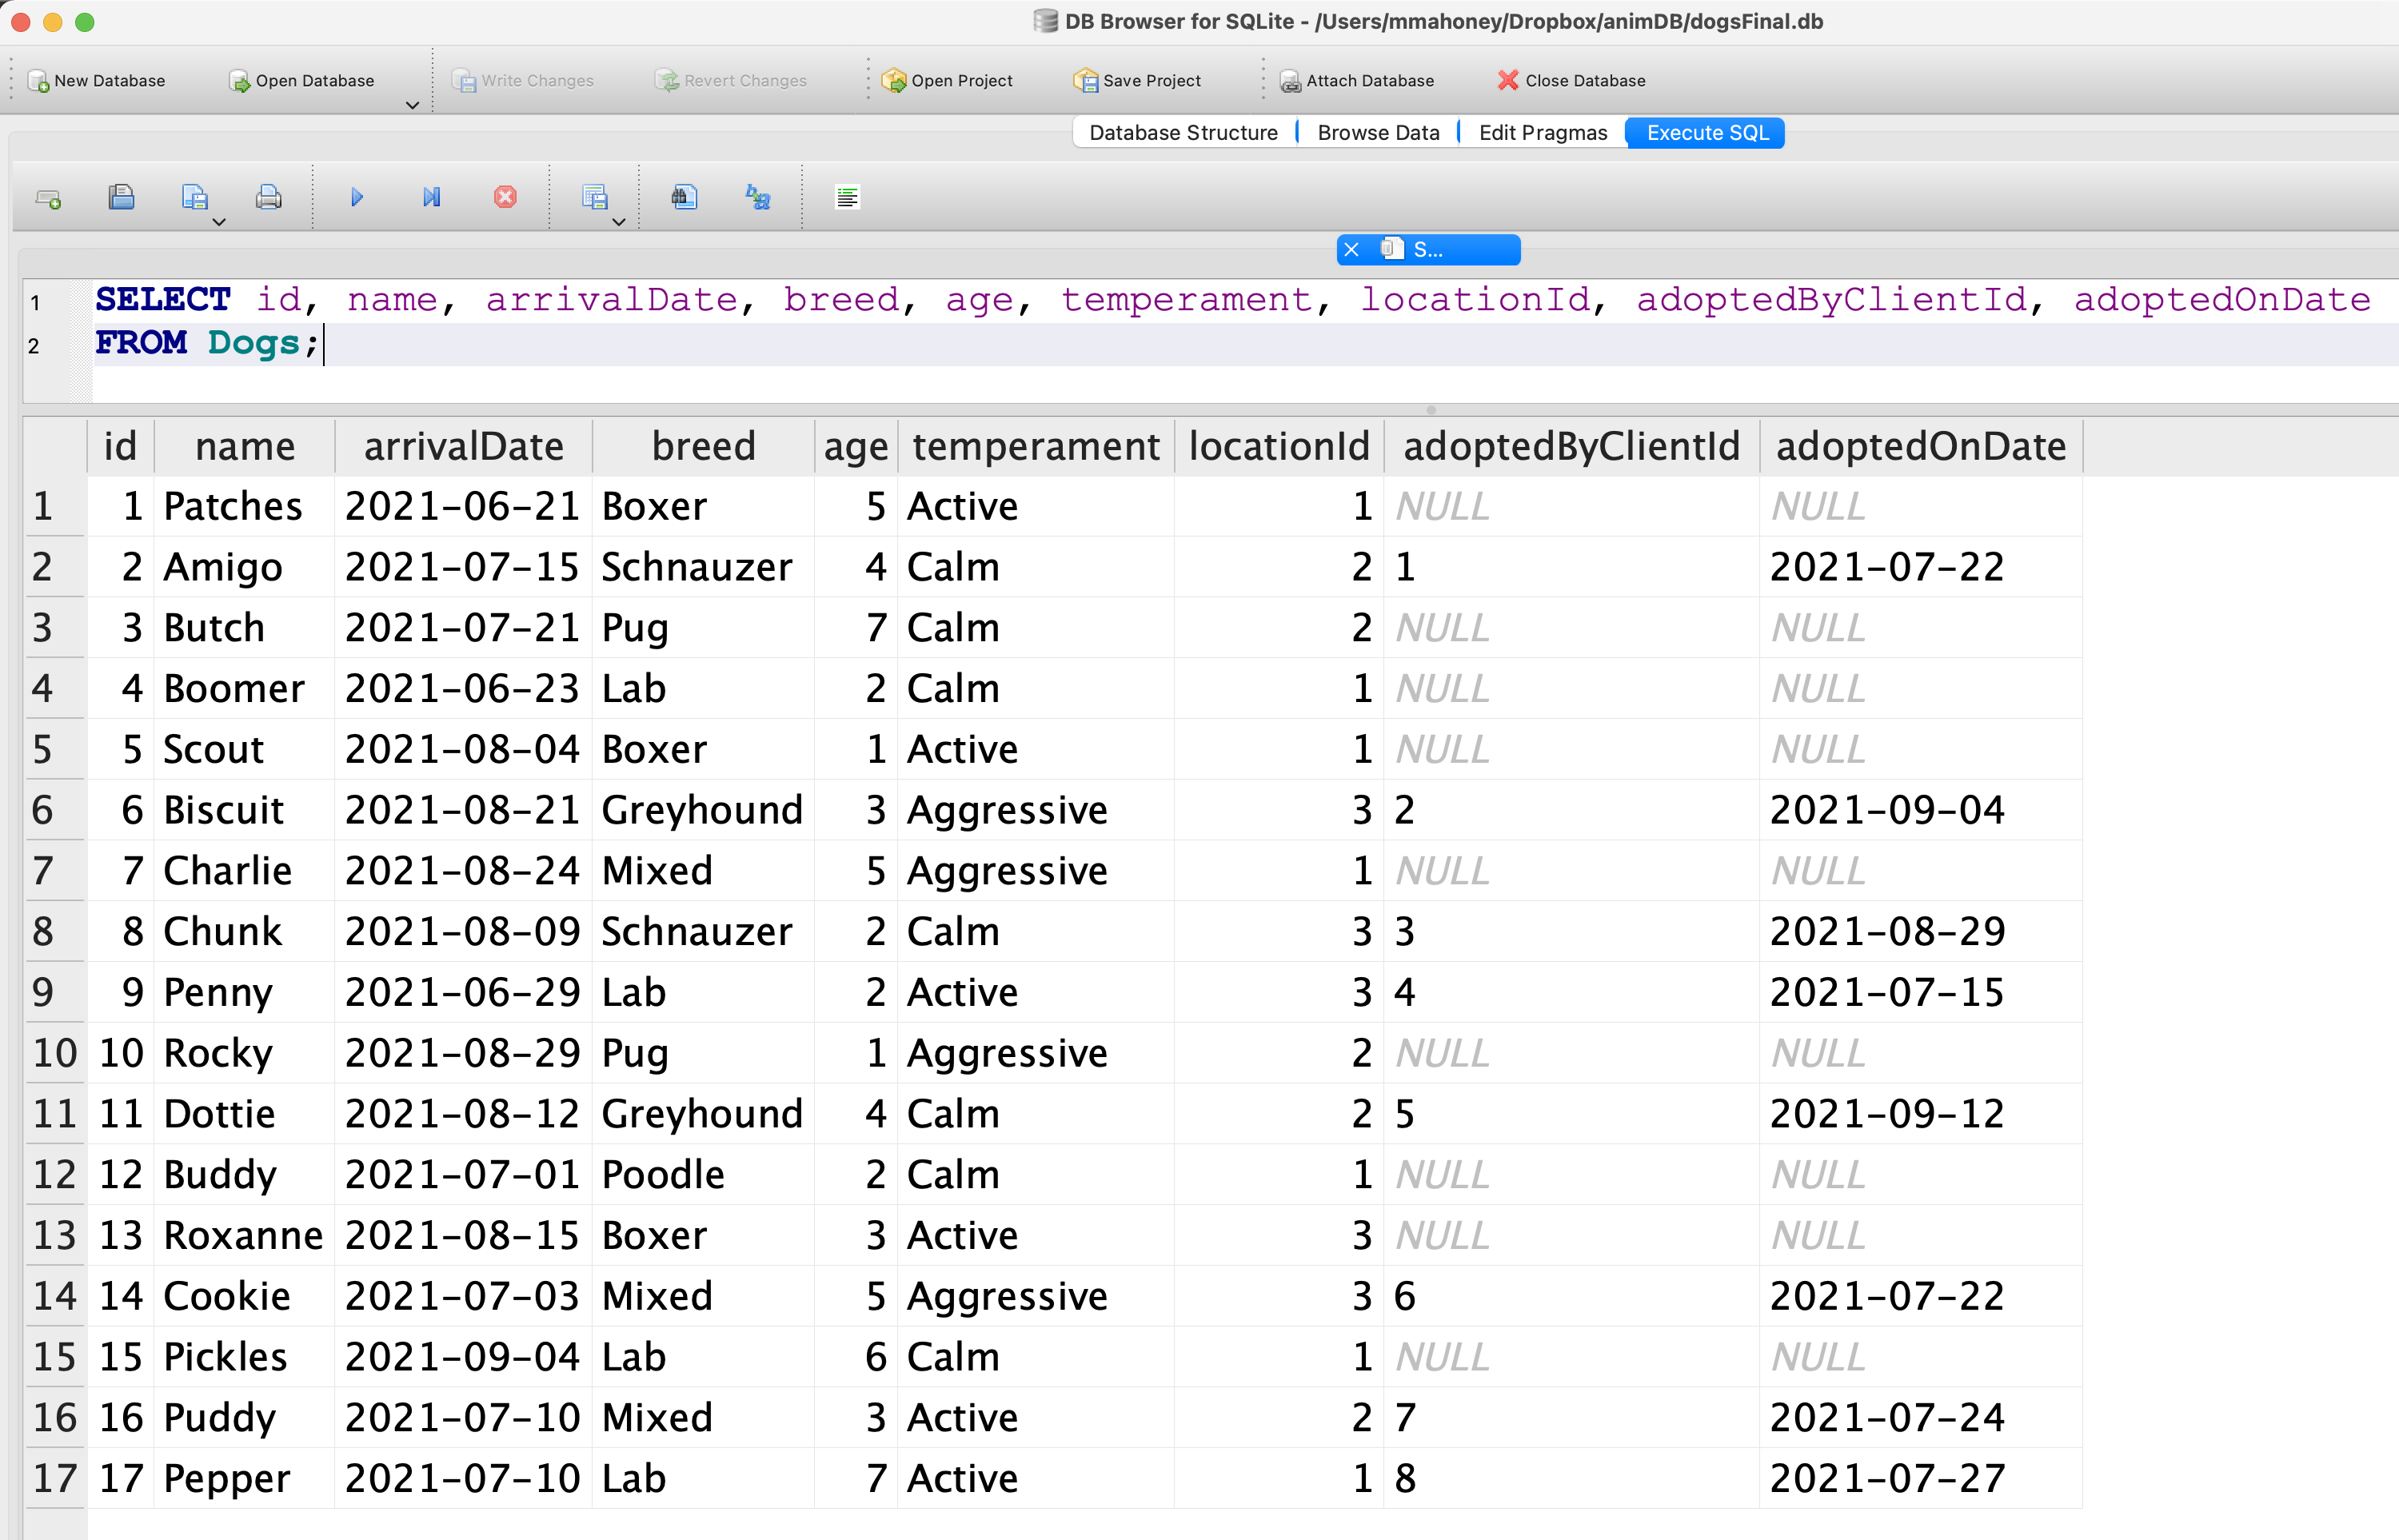 DB Browser for SQLite - /Users/mmahoney/Dropbox/animDB/dogsFinal.db
New Database Open Database Write Changes Revert Changes Open Project Save Project Attach Database Close Database
Database Structure Browse Data Edit Pragmas Execute SQL
S...
1 SELECT id, name, arrivalDate, breed, age, temperament, locationId, adoptedByClientId, adoptedOnDate
2 FROM Dogs;
id name arrivalDate breed age temperament locationId adoptedByClientId adoptedOnDate
1 1 Patches 2021-06-21 Boxer 5 Active 1 NULL NULL
2 2 Amigo 2021-07-15 Schnauzer 4 Calm 2 1 2021-07-22
3 3 Butch 2021-07-21 Pug 7 Calm 2 NULL NULL
4 4 Boomer 2021-06-23 Lab 2 Calm 1 NULL NULL
5 5 Scout 2021-08-04 Boxer 1 Active 1 NULL NULL
6 6 Biscuit 2021-08-21 Greyhound 3 Aggressive 3 2 2021-09-04
7 7 Charlie 2021-08-24 Mixed 5 Aggressive 1 NULL NULL
8 8 Chunk 2021-08-09 Schnauzer 2 Calm 3 3 2021-08-29
9 9 Penny 2021-06-29 Lab 2 Active 3 4 2021-07-15
10 10 Rocky 2021-08-29 Pug 1 Aggressive 2 NULL NULL
11 11 Dottie 2021-08-12 Greyhound 4 Calm 2 5 2021-09-12
12 12 Buddy 2021-07-01 Poodle 2 Calm 1 NULL NULL
13 13 Roxanne 2021-08-15 Boxer 3 Active 3 NULL NULL
14 14 Cookie 2021-07-03 Mixed 5 Aggressive 3 6 2021-07-22
15 15 Pickles 2021-09-04 Lab 6 Calm 1 NULL NULL
16 16 Puddy 2021-07-10 Mixed 3 Active 2 7 2021-07-24
17 17 Pepper 2021-07-10 Lab 7 Active 1 8 2021-07-27